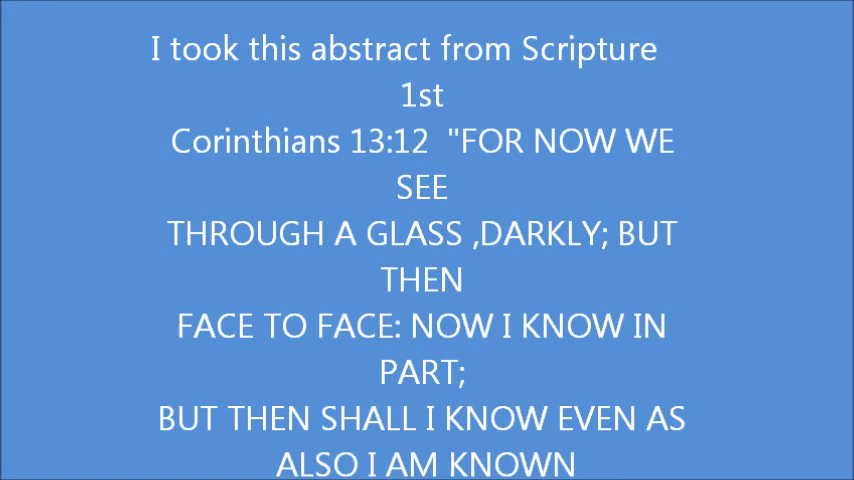 I took this abstract from Scripture
1st
Corinthians 13:12  "FOR NOW WE
SEE
THROUGH A GLASS ,DARKLY; BUT
THEN
FACE TO FACE: NOW I KNOW IN
PART;
BUT THEN SHALL I KNOW EVEN AS
ALSO I AM KNOWN